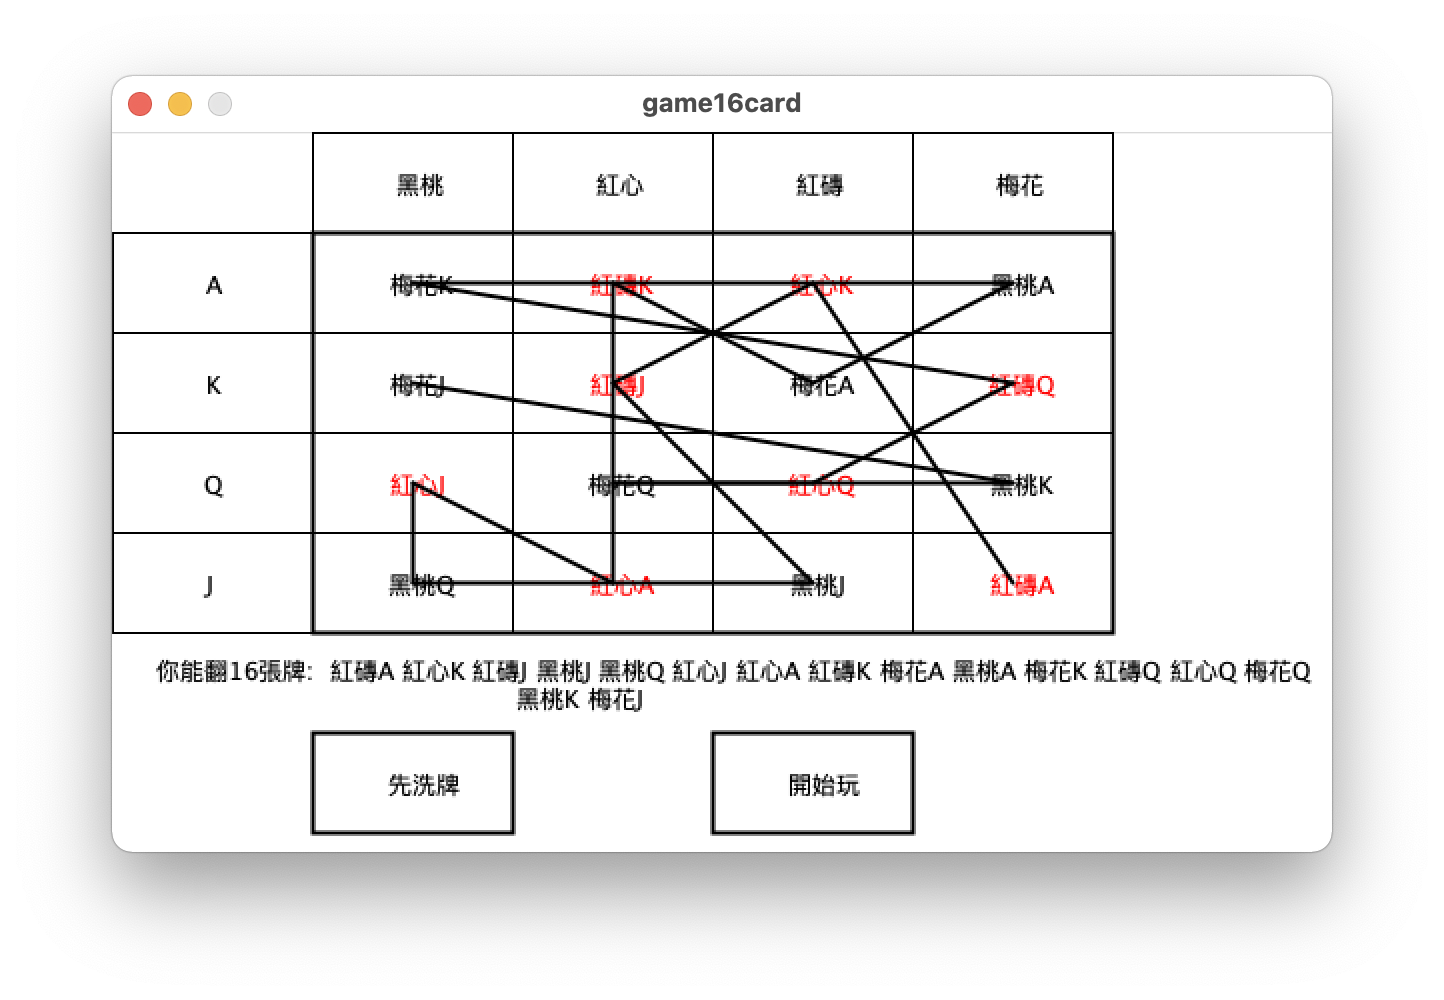 game16card
黑桃 紅心 紅磚 梅花
A 梅花K 紅磚K 紅心K 黑桃A
K 梅花J 紅磚J 梅花A 紅磚Q
Q 紅心J 梅花Q 紅心Q 黑桃K
J 黑桃Q 紅心A 黑桃J 紅磚A
你能翻16張牌: 紅磚A 紅心K 紅磚J 黑桃J 黑桃Q 紅心J 紅心A 紅磚K 梅花A 黑桃A 梅花K 紅磚Q 紅心Q 梅花Q
黑桃K 梅花J
先洗牌 開始玩